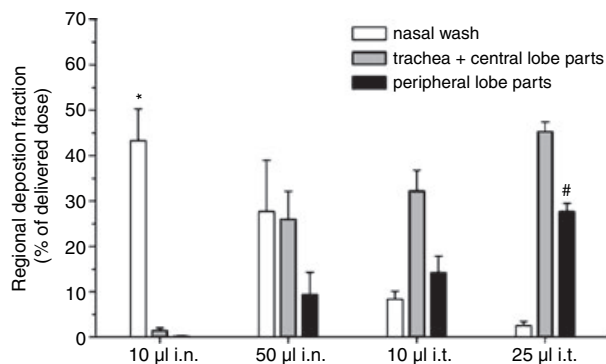 Regional depostion fraction
(% of delivered dose)
70
60
50
40
30
20
10
0
nasal wash
trachea + central lobe parts
peripheral lobe parts
*
#
10 µl i.n.
50 µl i.n.
10 µl i.t.
25 µl i.t.